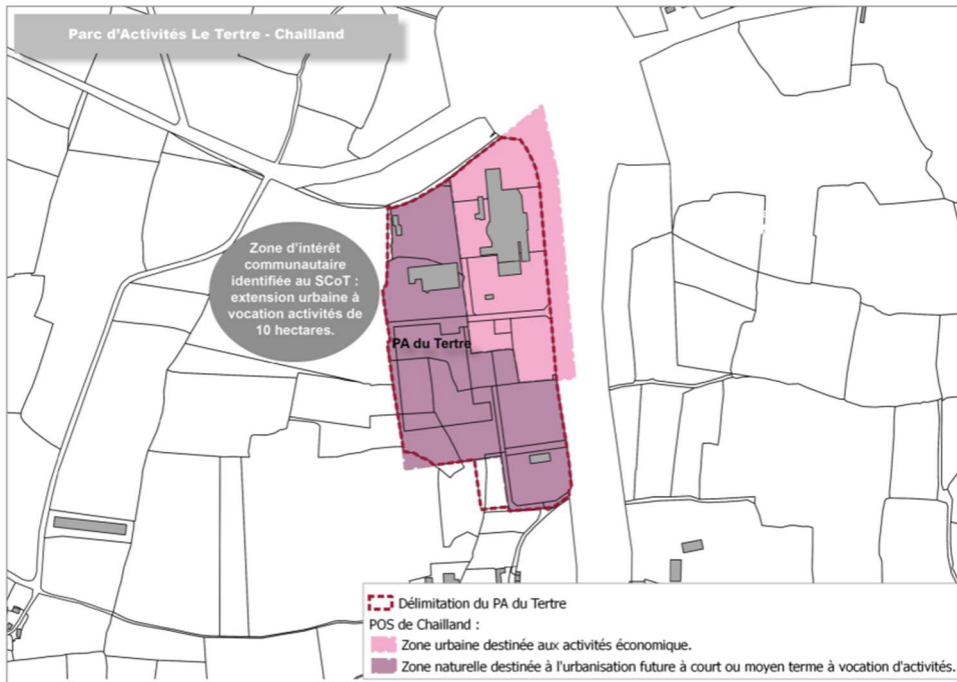 Parc d'Activités Le Tertre - Chailland
Zone d'intérêt
communautaire
identifiée au SCoT :
extension urbaine à
vocation activités de
10 hectares.
PA du Tertre
Délimitation du PA du Tertre
POS de Chailland :
Zone urbaine destinée aux activités économique.
Zone naturelle destinée à l'urbanisation future à court ou moyen terme à vocation d'activités.